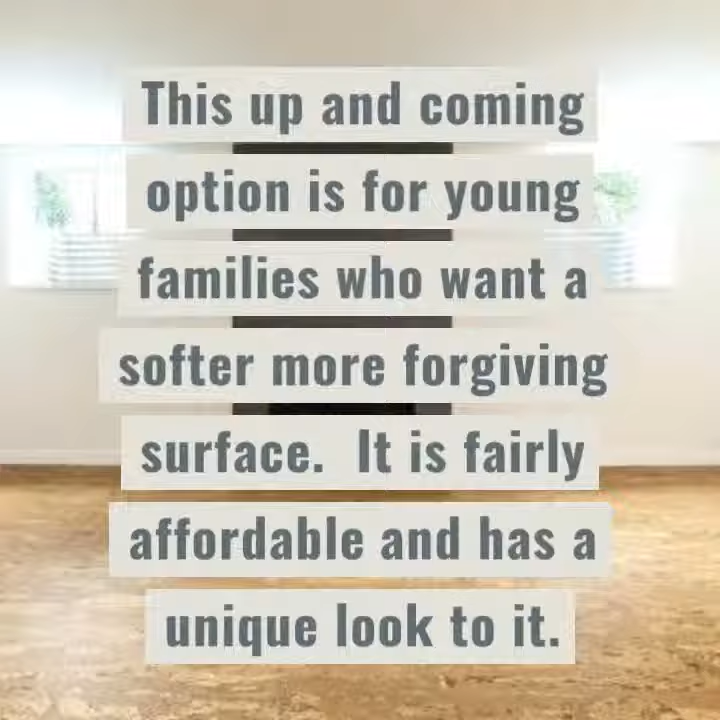 This up and coming
option is for young
families who want a
softer more forgiving
surface.  It is fairly
affordable and has a
unique look to it.